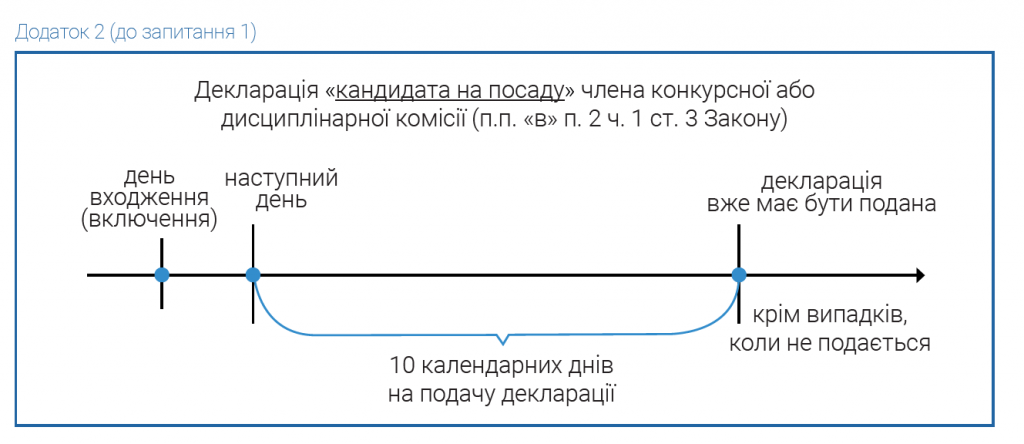 Додаток 2 (до запитання 1)
Декларація «кандидата на посаду» члена конкурсної або
дисциплінарної комісії (п.п. «в» п. 2 ч. 1 ст. 3 Закону)
день
входження
(включення)
наступний
день
декларація
вже має бути подана
крім випадків,
коли не подається
10 календарних днів
на подачу декларації